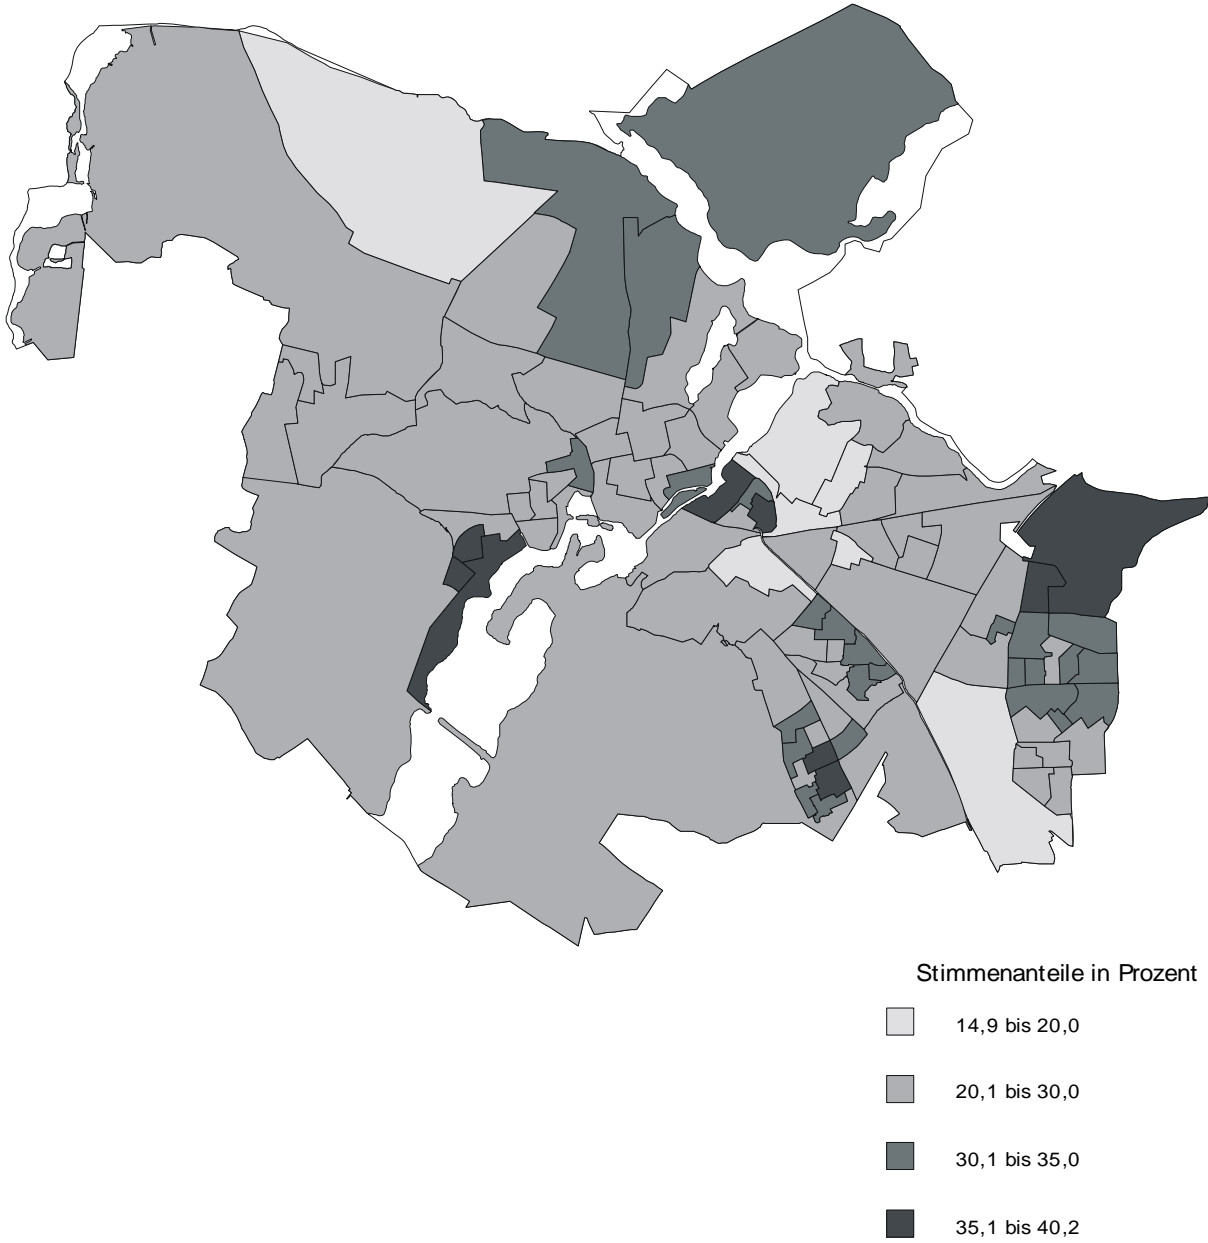 Stimmenanteile in Prozent
14,9 bis 20,0
20,1 bis 30,0
30,1 bis 35,0
35,1 bis 40,2